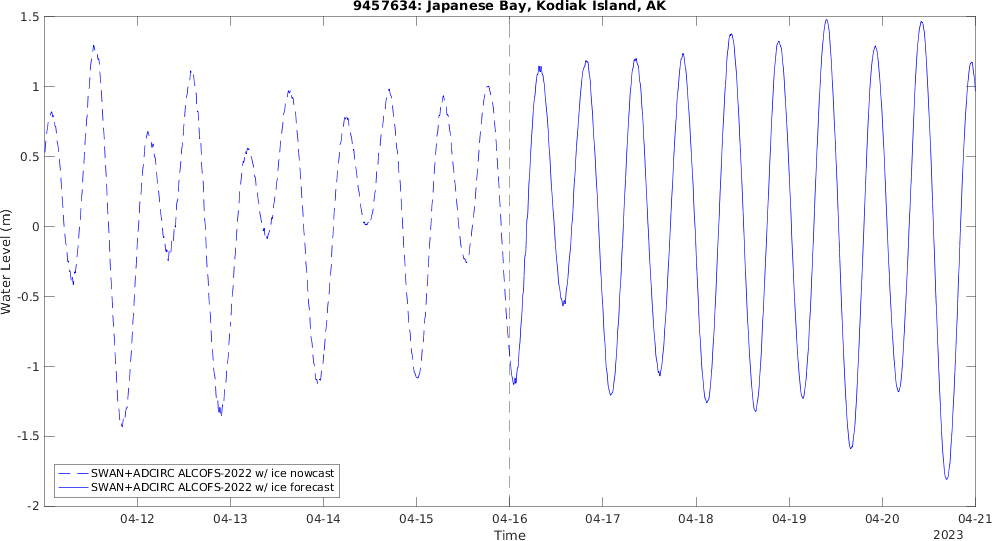 9457634: Japanese Bay, Kodiak Island, AK
Water Level (m)
1.5
1
0.5
0
-0.5
-1
-1.5
-2
SWAN+ADCIRC ALCOFS-2022 w/ ice nowcast
SWAN+ADCIRC ALCOFS-2022 w/ ice forecast
04-12 04-13 04-14 04-15 04-16 04-17 04-18 04-19 04-20 04-21
Time
2023